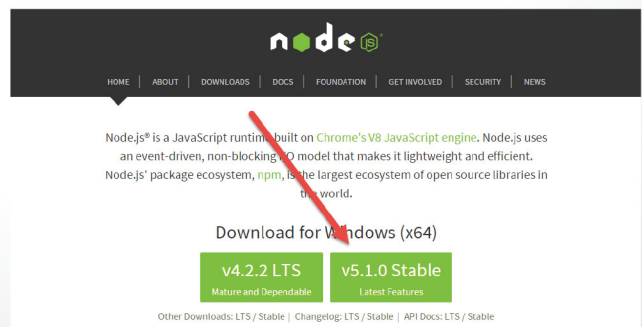 node JS
HOME | ABOUT | DOWNLOADS | DOCS | FOUNDATION | GET INVOLVED | SECURITY | NEWS
Node.js® is a JavaScript runtime built on Chrome's V8 JavaScript engine. Node.js uses
an event-driven, non-blocking I/O model that makes it lightweight and efficient.
Node.js' package ecosystem, npm, is the largest ecosystem of open source libraries in
the world.
Download for Windows (x64)
v4.2.2 LTS v5.1.0 Stable
Mature and Dependable Latest Features
Other Downloads: LTS / Stable | Changelog: LTS / Stable | API Docs: LTS / Stable